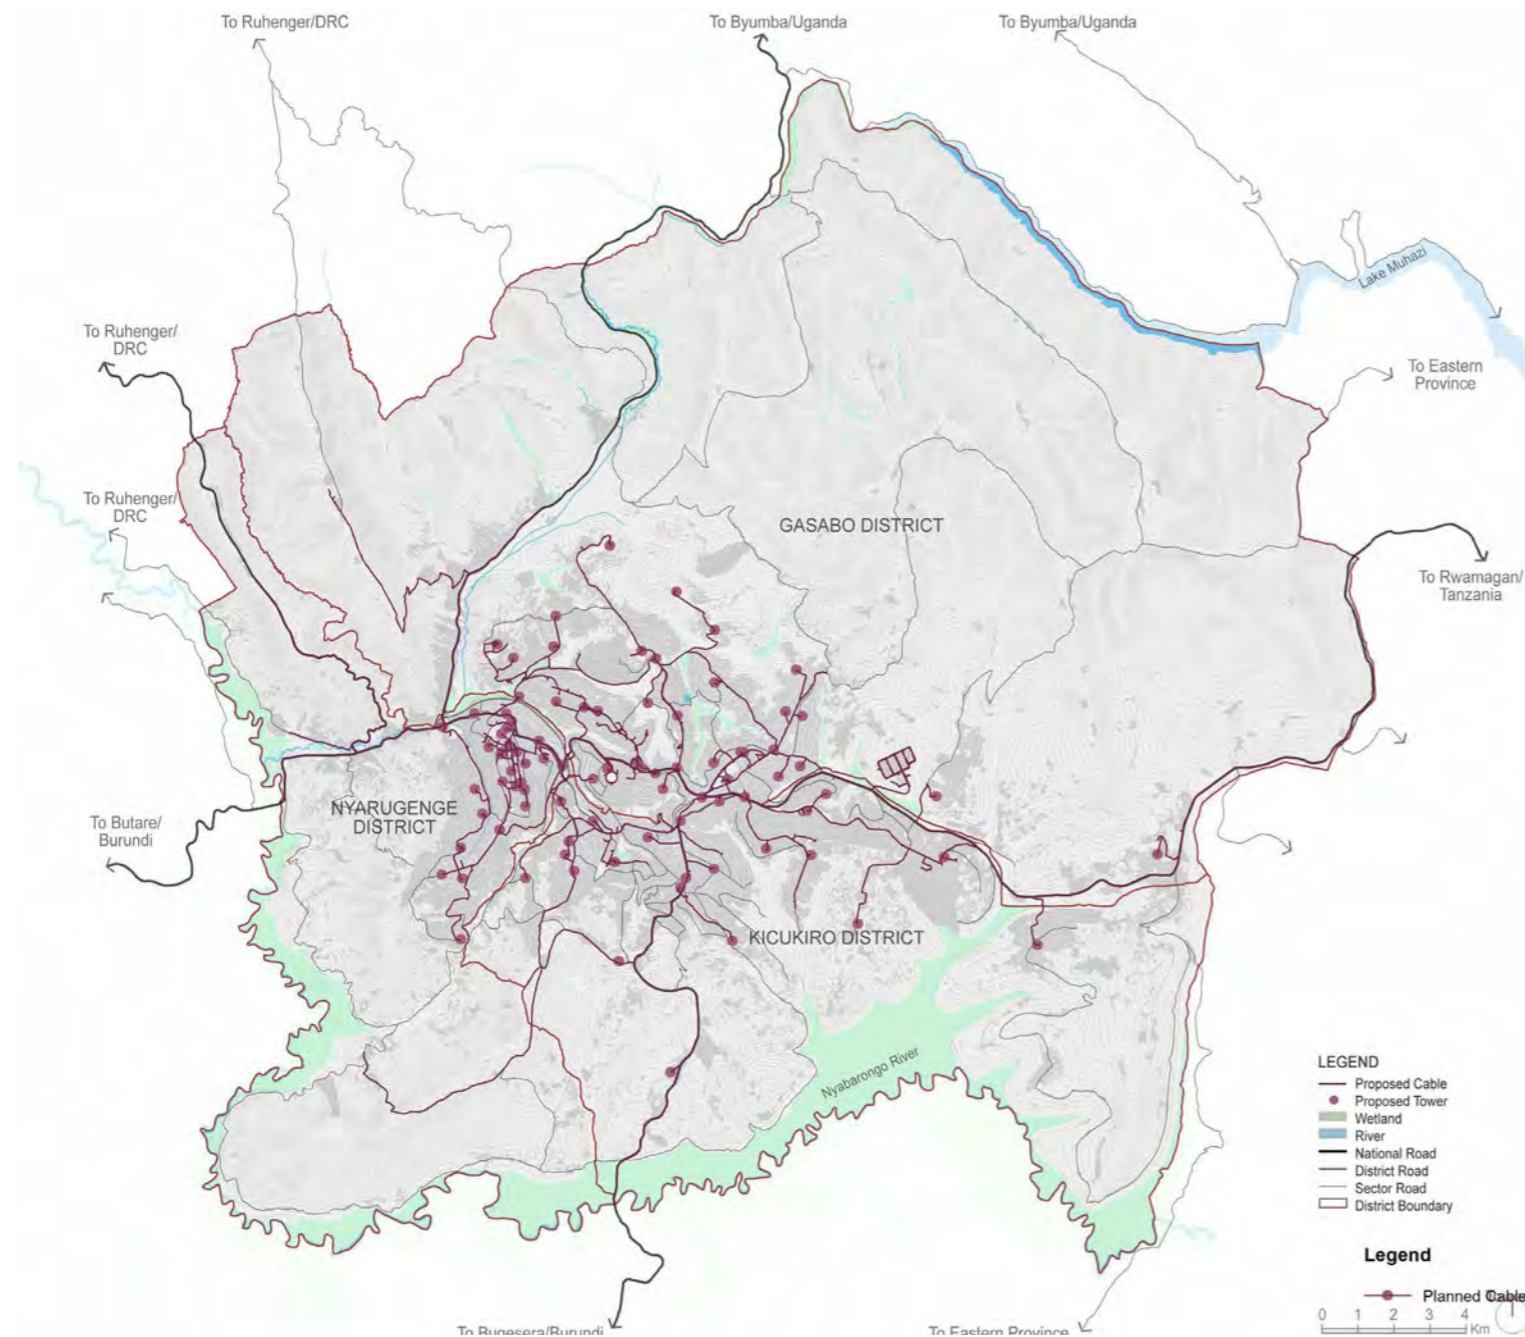 To Ruhenger/DRC
To Byumba/Uganda
To Byumba/Uganda
Lake Muhazi
To Ruhenger/
DRC
To Eastern
Province
To Ruhenger/
DRC
GASABO DISTRICT
To Rwamagan/
Tanzania
NYARUGENGE
DISTRICT
To Butare/
Burundi
KICUKIRO DISTRICT
Nyabarongo River
LEGEND
Proposed Cable
Proposed Tower
Wetland
River
National Road
District Road
Sector Road
District Boundary
Legend
Planned Cable
0 1 2 3 4
Km
To Bugesera/Burundi
To Eastern Province